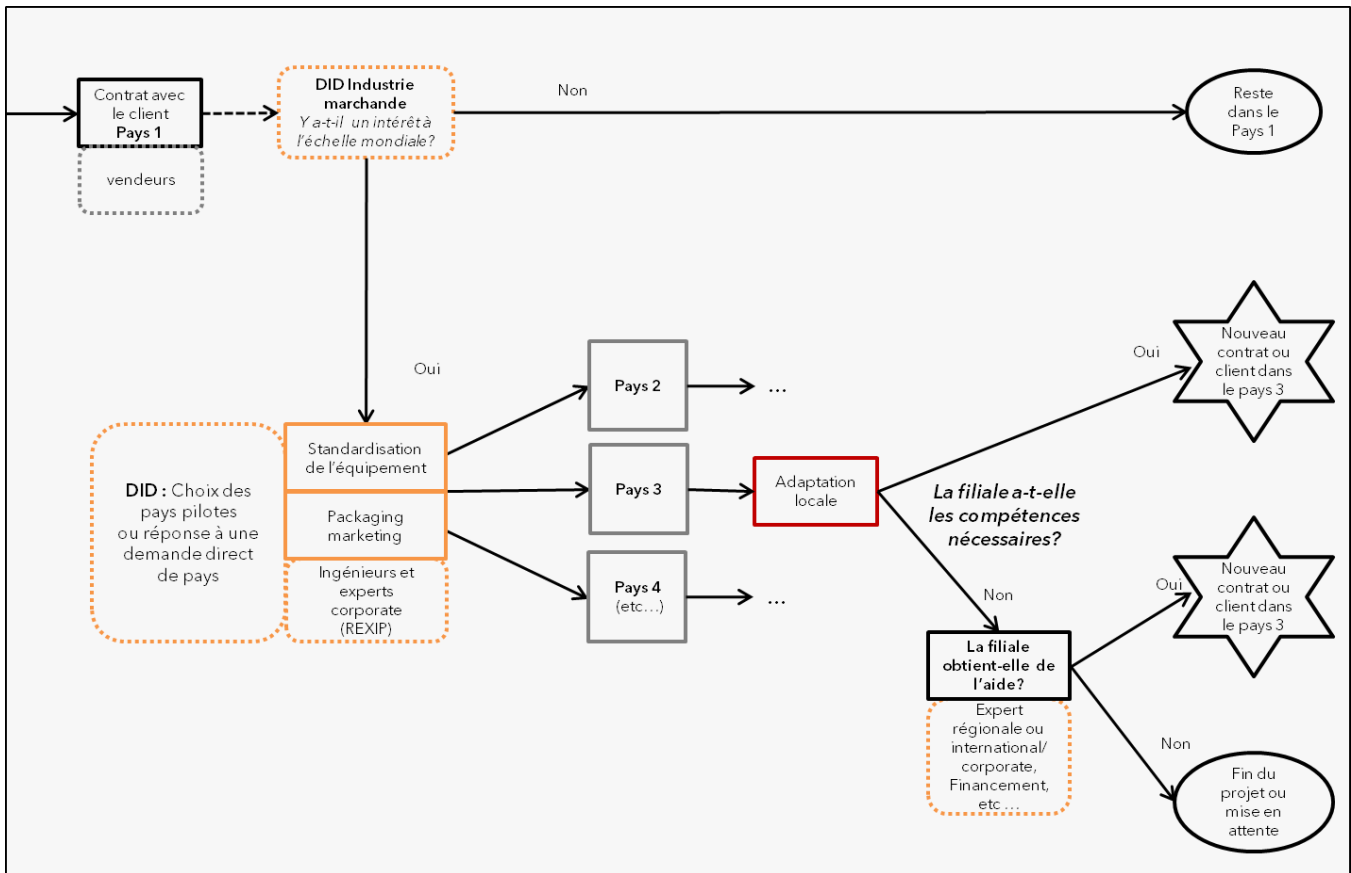 Contrat avec
le client
Pays 1
vendeurs
DID Industrie
marchande
Y a-t-il un intérêt à
l'échelle mondiale?
Non
Reste
dans le
Pays 1
Oui
DID : Choix des
pays pilotes
ou réponse à une
demande direct
de pays
Standardisation
de l'équipement
Packaging
marketing
Ingénieurs et
experts
corporate
(REXIP)
Pays 2
...
Pays 3
Pays 4
(etc...)
...
Adaptation
locale
La filiale a-t-elle
les compétences
nécessaires?
Oui
Nouveau
contrat ou
client dans
le pays 3
Non
La filiale
obtient-elle de
l'aide?
Expert
régionale ou
international/
corporate,
Financement,
etc ...
Oui
Nouveau
contrat ou
client dans
le pays 3
Non
Fin du
projet ou
mise en
attente